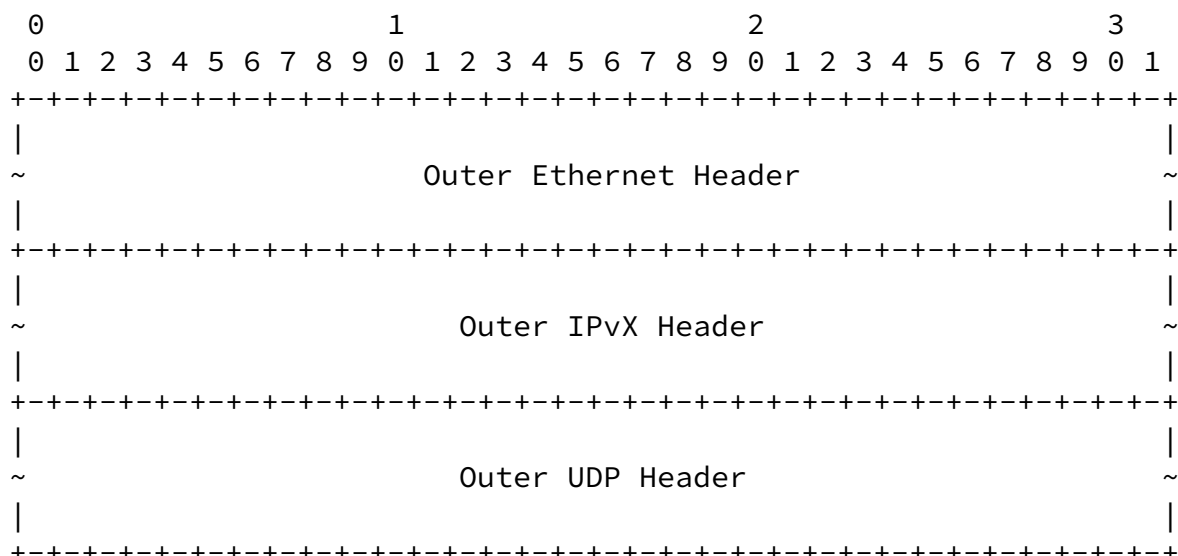 0                   1                   2                   3
 0 1 2 3 4 5 6 7 8 9 0 1 2 3 4 5 6 7 8 9 0 1 2 3 4 5 6 7 8 9 0 1
+-+-+-+-+-+-+-+-+-+-+-+-+-+-+-+-+-+-+-+-+-+-+-+-+-+-+-+-+-+-+-+-+
|                                                               |
~                      Outer Ethernet Header                    ~
|                                                               |
+-+-+-+-+-+-+-+-+-+-+-+-+-+-+-+-+-+-+-+-+-+-+-+-+-+-+-+-+-+-+-+-+
|                                                               |
~                        Outer IPvX Header                      ~
|                                                               |
+-+-+-+-+-+-+-+-+-+-+-+-+-+-+-+-+-+-+-+-+-+-+-+-+-+-+-+-+-+-+-+-+
|                                                               |
~                        Outer UDP Header                       ~
|                                                               |
+-+-+-+-+-+-+-+-+-+-+-+-+-+-+-+-+-+-+-+-+-+-+-+-+-+-+-+-+-+-+-+-+